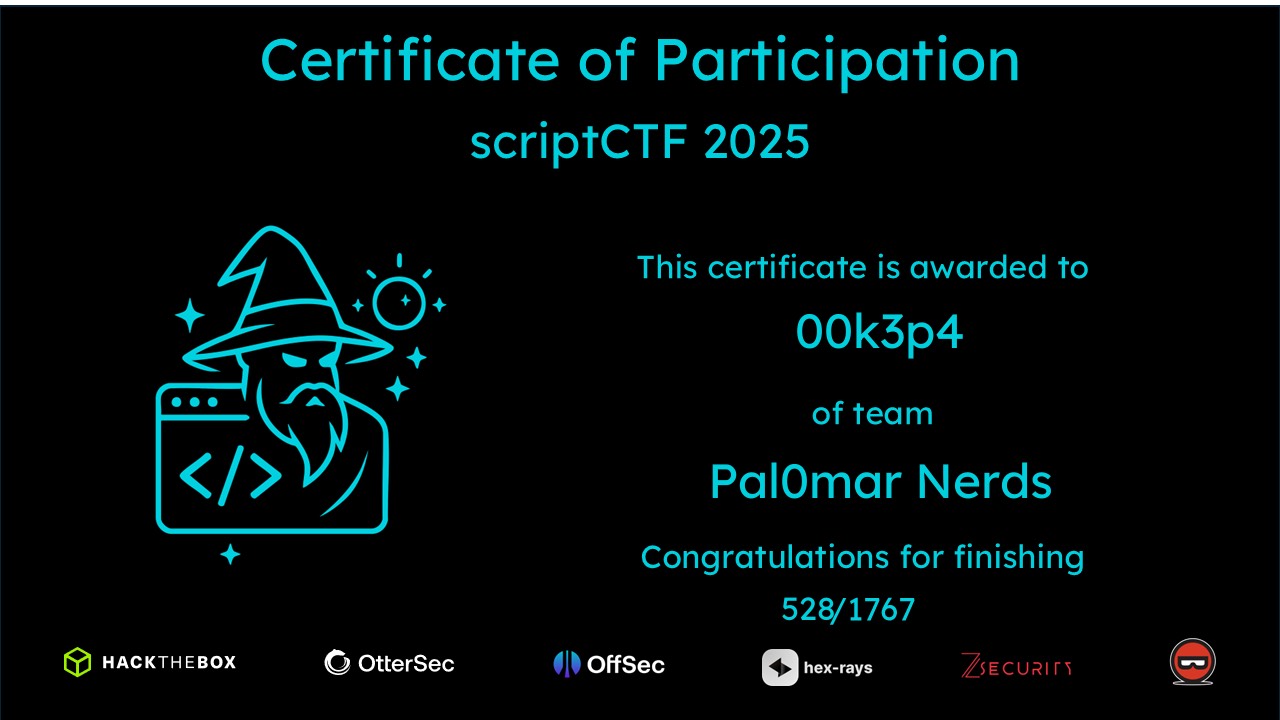 Certificate of Participation
scriptCTF 2025
This certificate is awarded to
00k3p4
of team
Pal0mar Nerds
Congratulations for finishing
528/1767
</>
HACKTHEBOX
OtterSec
OffSec
hex-rays
ZSECURITY